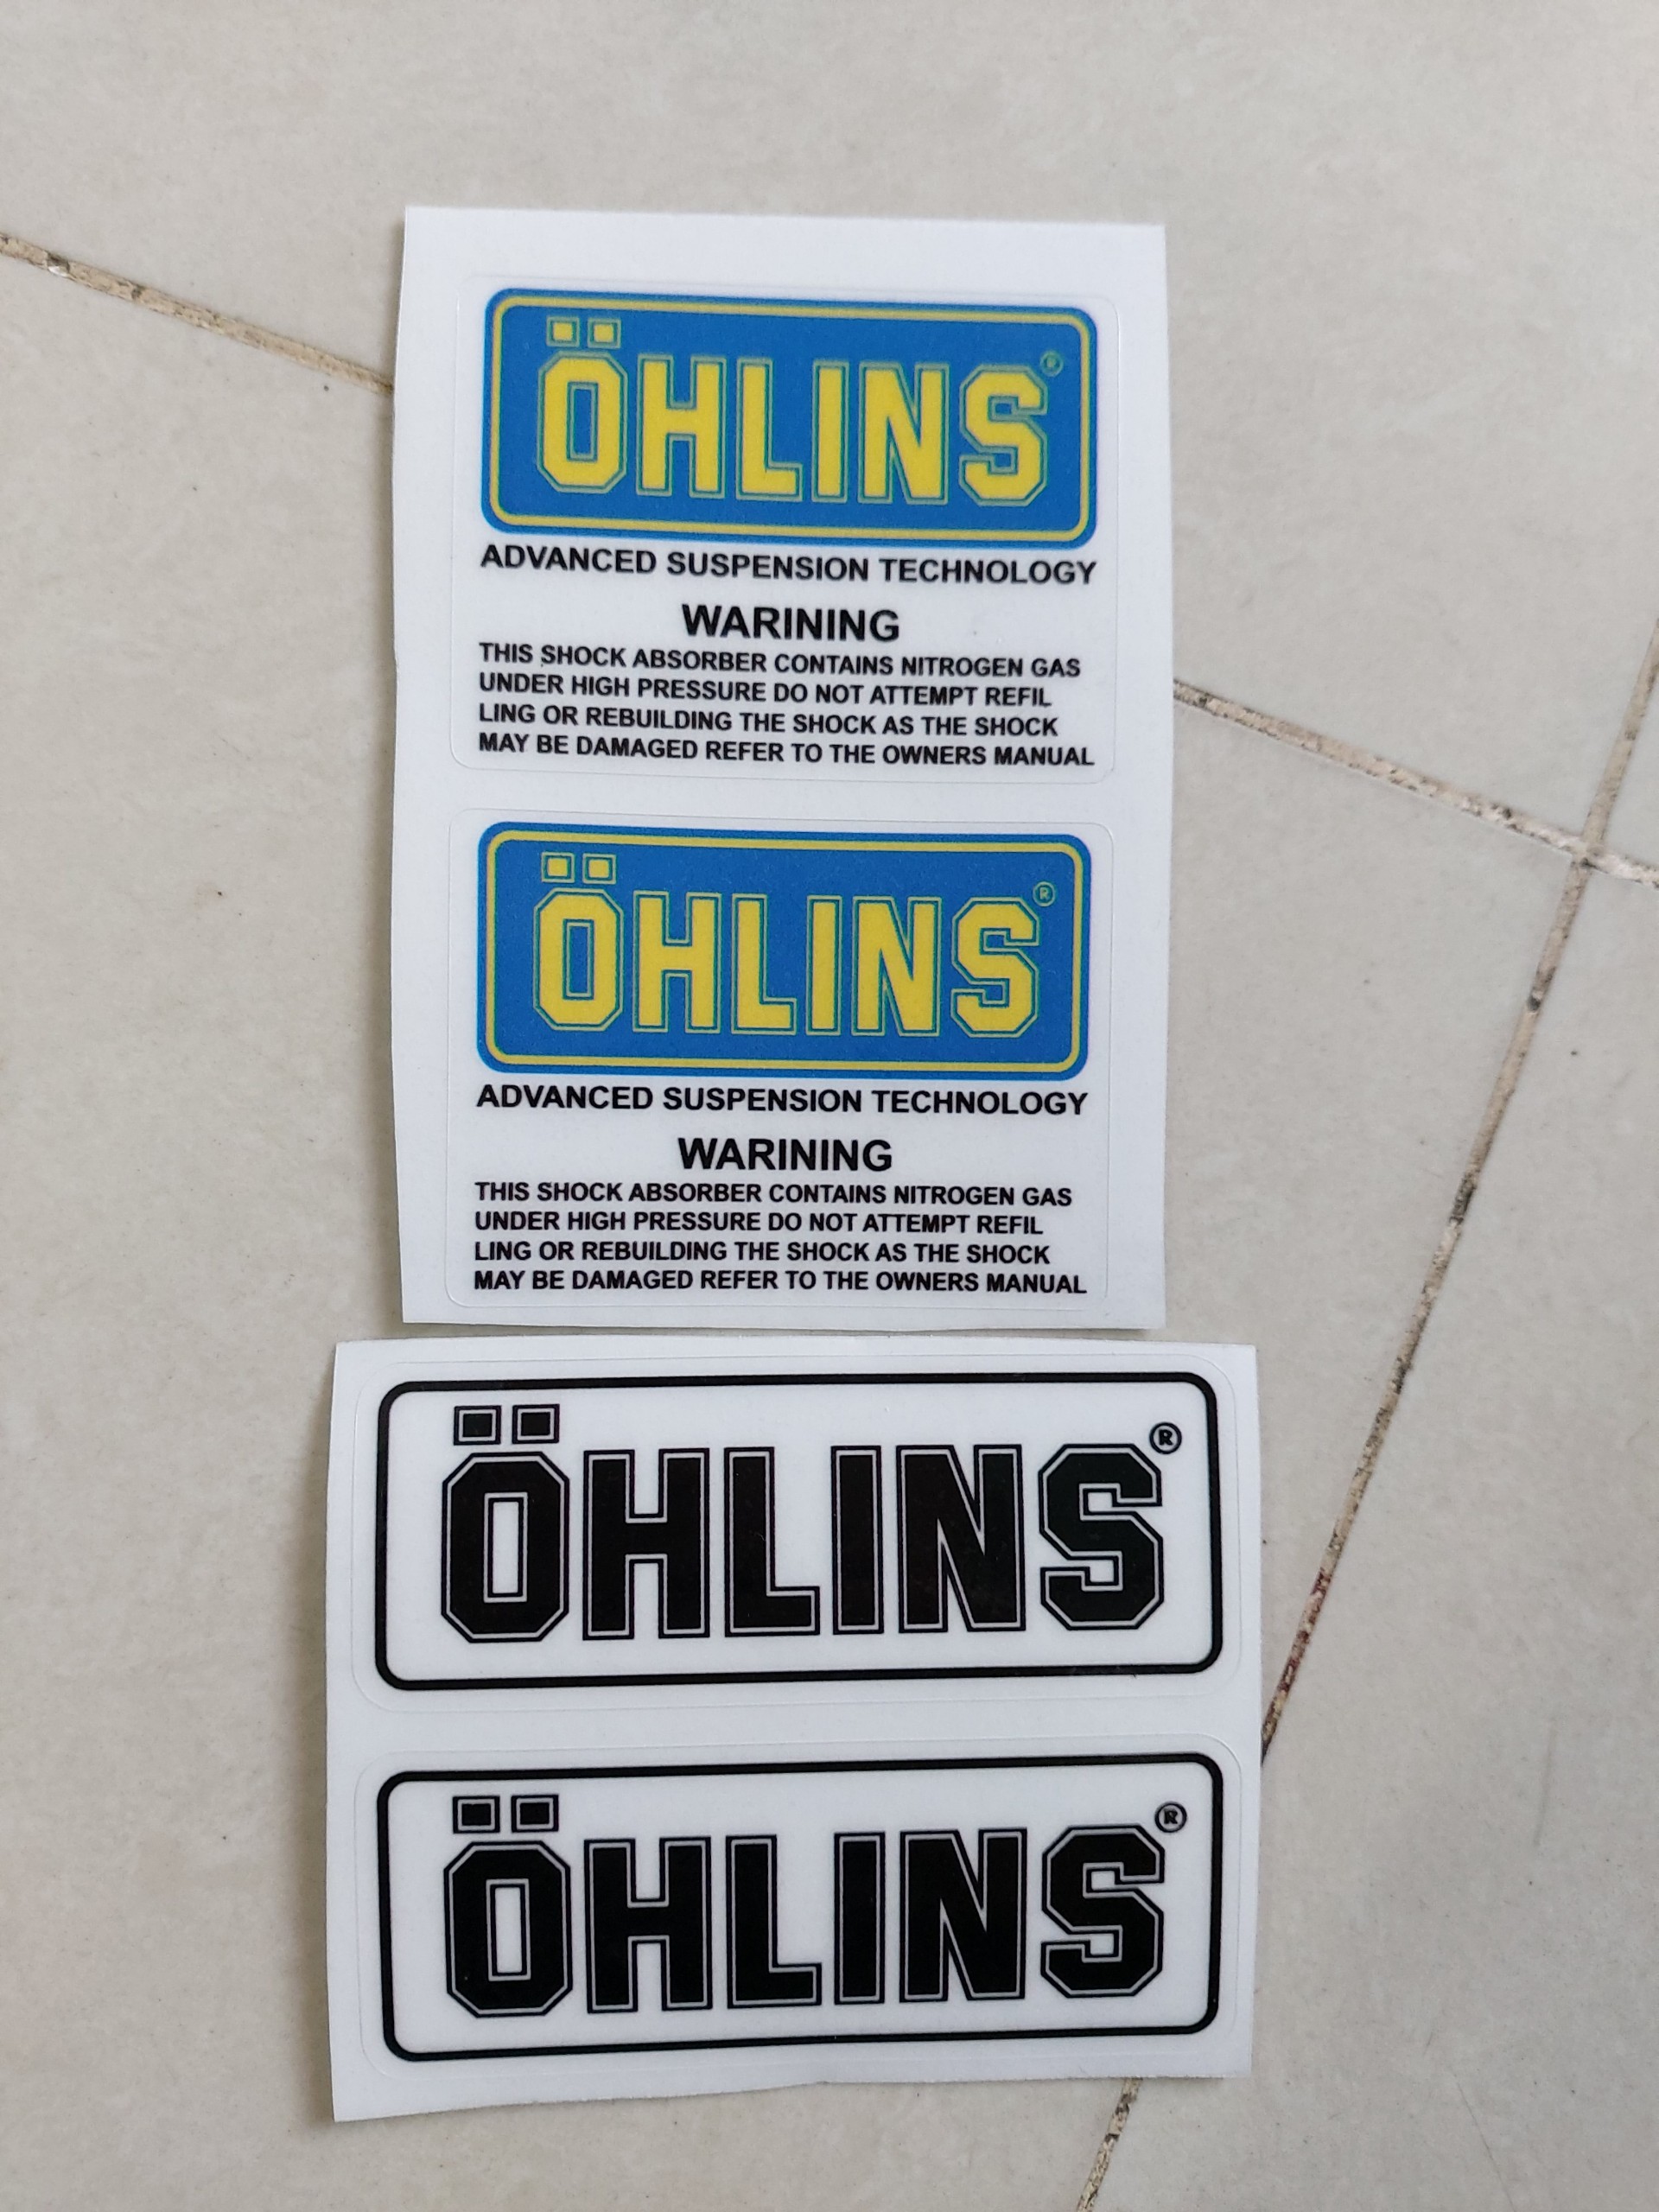 ÖHLINS®
ADVANCED SUSPENSION TECHNOLOGY
WARINING
THIS SHOCK ABSORBER CONTAINS NITROGEN GAS
UNDER HIGH PRESSURE DO NOT ATTEMPT REFIL
LING OR REBUILDING THE SHOCK AS THE SHOCK
MAY BE DAMAGED REFER TO THE OWNERS MANUAL
ÖHLINS®
ADVANCED SUSPENSION TECHNOLOGY
WARINING
THIS SHOCK ABSORBER CONTAINS NITROGEN GAS
UNDER HIGH PRESSURE DO NOT ATTEMPT REFIL
LING OR REBUILDING THE SHOCK AS THE SHOCK
MAY BE DAMAGED REFER TO THE OWNERS MANUAL
ÖHLINS®
ÖHLINS®